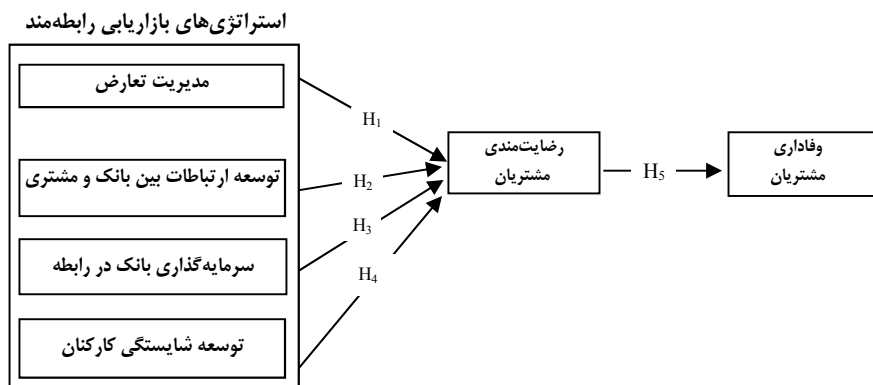 استراتژی‌های بازاریابی رابطه‌مند
مدیریت تعارض
H1
توسعه ارتباطات بین بانک و مشتری
H2
سرمایه‌گذاری بانک در رابطه
H3
توسعه شایستگی کارکنان
H4
رضایت‌مندی
مشتریان
H5
وفاداری
مشتریان